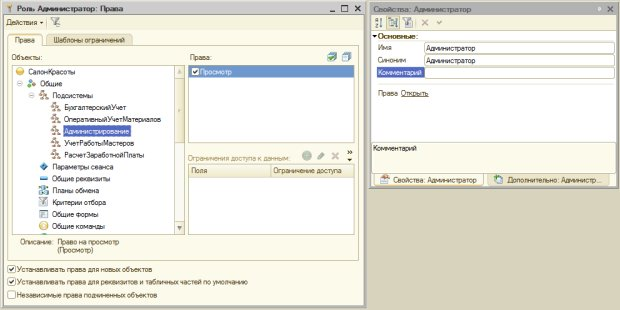 Роль Администратор: Права
Действия
Права
Шаблоны ограничений
Объекты:
СалонКрасоты
Общие
Подсистемы
БухгалтерскийУчет
ОперативныйУчетМатериалов
Администрирование
УчетРаботыМастеров
РасчетЗаработнойПлаты
Параметры сеанса
Общие реквизиты
Планы обмена
Критерии отбора
Общие формы
Общие команды
Права:
Просмотр
Ограничения доступа к данным:
Поля
Ограничение доступа
Описание: Право на просмотр
(Просмотр)
Устанавливать права для новых объектов
Устанавливать права для реквизитов и табличных частей по умолчанию
Независимые права подчиненных объектов
Свойства: Администратор
Основные:
Имя Администратор
Синоним Администратор
Комментарий
Права Открыть
Комментарий
Свойства: Администратор
Дополнительно: Администр...